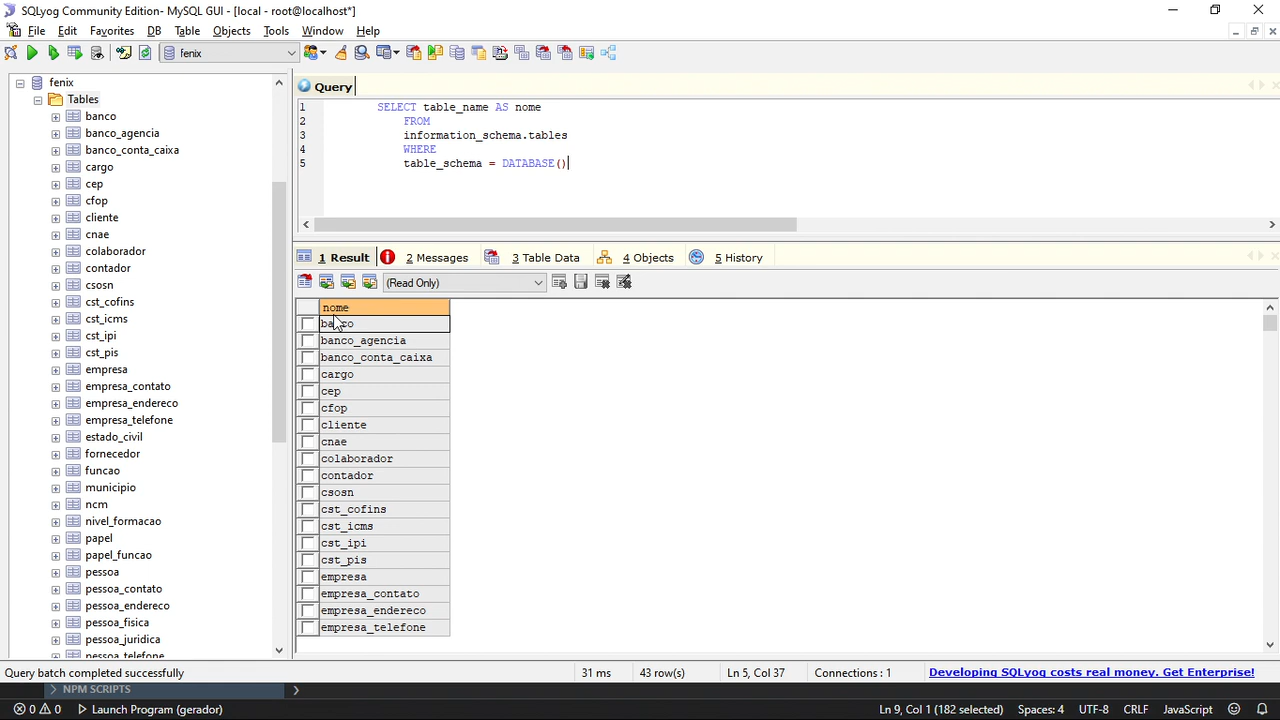 SQLyog Community Edition- MySQL GUI - [local - root@localhost*]
File Edit Favorites DB Table Objects Tools Window Help
fenix
fenix
Tables
banco
banco_agencia
banco_conta_caixa
cargo
cep
cfop
cliente
cnae
colaborador
contador
csosn
cst_cofins
cst_icms
cst_ipi
cst_pis
empresa
empresa_contato
empresa_endereco
empresa_telefone
estado_civil
fornecedor
funcao
municipio
ncm
nivel_formacao
papel
papel_funcao
pessoa
pessoa_contato
pessoa_endereco
pessoa_fisica
pessoa_juridica
pessoa_telefone
Query
1 SELECT table_name AS nome
2 FROM
3 information_schema.tables
4 WHERE
5 table_schema = DATABASE()
1 Result 2 Messages 3 Table Data 4 Objects 5 History
(Read Only)
nome
banco
banco_agencia
banco_conta_caixa
cargo
cep
cfop
cliente
cnae
colaborador
contador
csosn
cst_cofins
cst_icms
cst_ipi
cst_pis
empresa
empresa_contato
empresa_endereco
empresa_telefone
Query batch completed successfully 31 ms 43 row(s) Ln 5, Col 37 Connections : 1 Developing SQLyog costs real money. Get Enterprise!
NPM SCRIPTS
0 0 Launch Program (gerador) Ln 9, Col 1 (182 selected) Spaces: 4 UTF-8 CRLF JavaScript